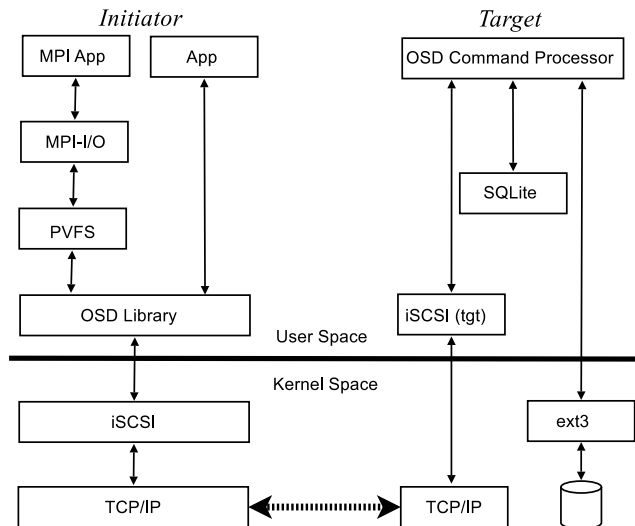 Initiator
Target
MPI App
App
OSD Command Processor
MPI-I/O
SQLite
PVFS
OSD Library
iSCSI (tgt)
User Space
Kernel Space
iSCSI
ext3
TCP/IP
TCP/IP